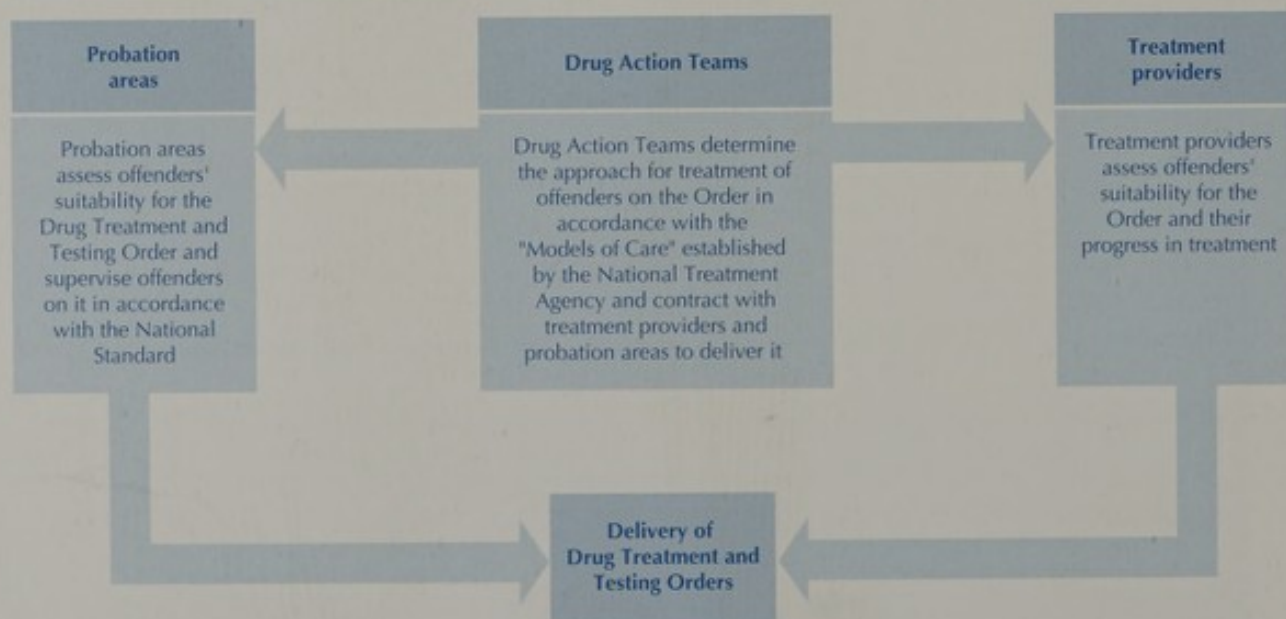 Probation
areas
Probation areas
assess offenders'
suitability for the
Drug Treatment and
Testing Order and
supervise offenders
on it in accordance
with the National
Standard
Drug Action Teams
Drug Action Teams determine
the approach for treatment of
offenders on the Order in
accordance with the
"Models of Care" established
by the National Treatment
Agency and contract with
treatment providers and
probation areas to deliver it
Treatment
providers
Treatment providers
assess offenders'
suitability for the
Order and their
progress in treatment
Delivery of
Drug Treatment and
Testing Orders